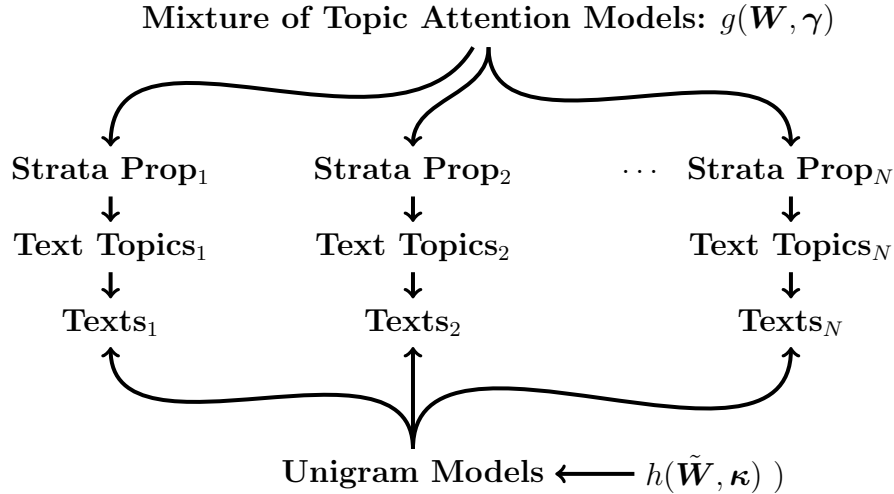 Mixture of Topic Attention Models: g(W, γ)
Strata Prop₁ Strata Prop₂ ⋯ Strata Prop_N
Text Topics₁ Text Topics₂ Text Topics_N
Texts₁ Texts₂ Texts_N
Unigram Models h(W̃, κ) )